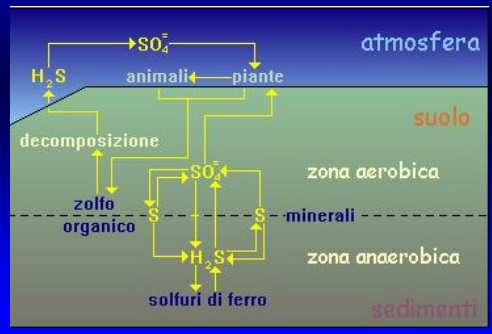 atmosfera
SO₄⁼
H₂S
animali piante
suolo
decomposizione
SO₄⁼ zona aerobica
zolfo
organico
S S minerali
H₂S zona anaerobica
solfuri di ferro
sedimenti